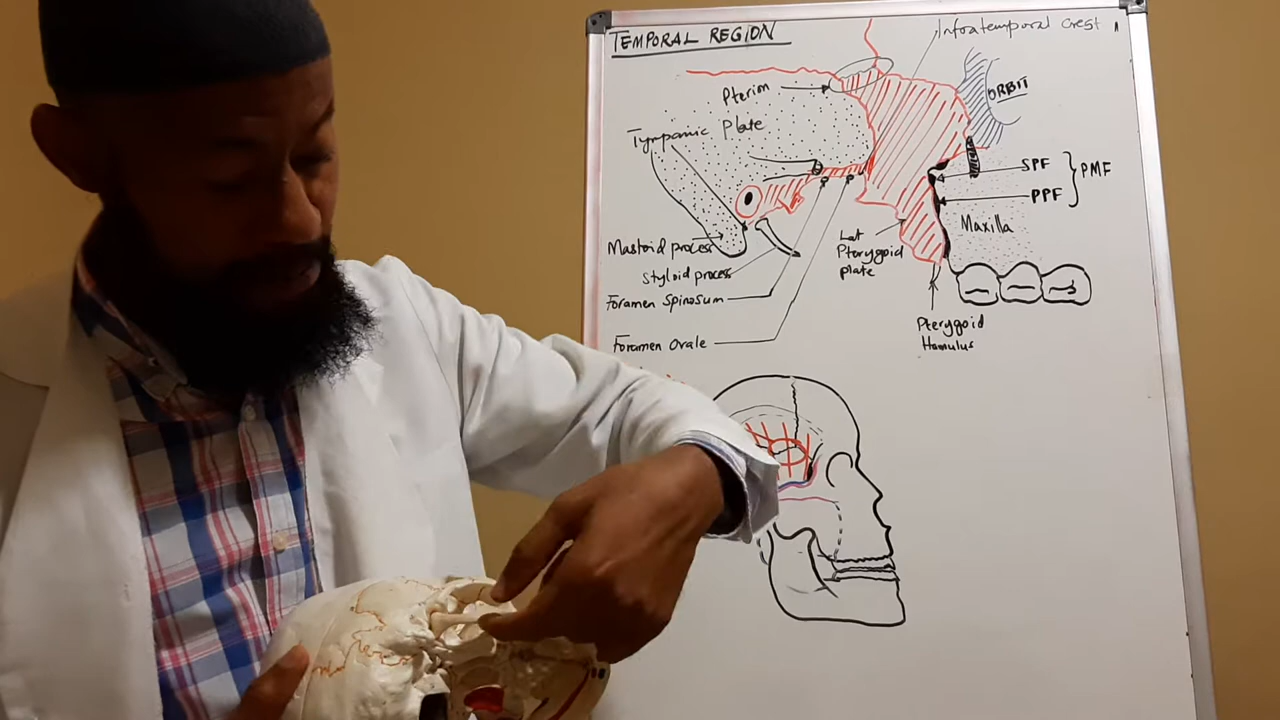 TEMPORAL REGION
Infratemporal Crest
Pterion
ORBIT
Tympanic Plate
SPF
PMF
PPF
Maxilla
Mastoid process
Lat
Pterygoid
plate
Styloid process
Foramen Spinosum
Foramen Ovale
Pterygoid
Hamulus